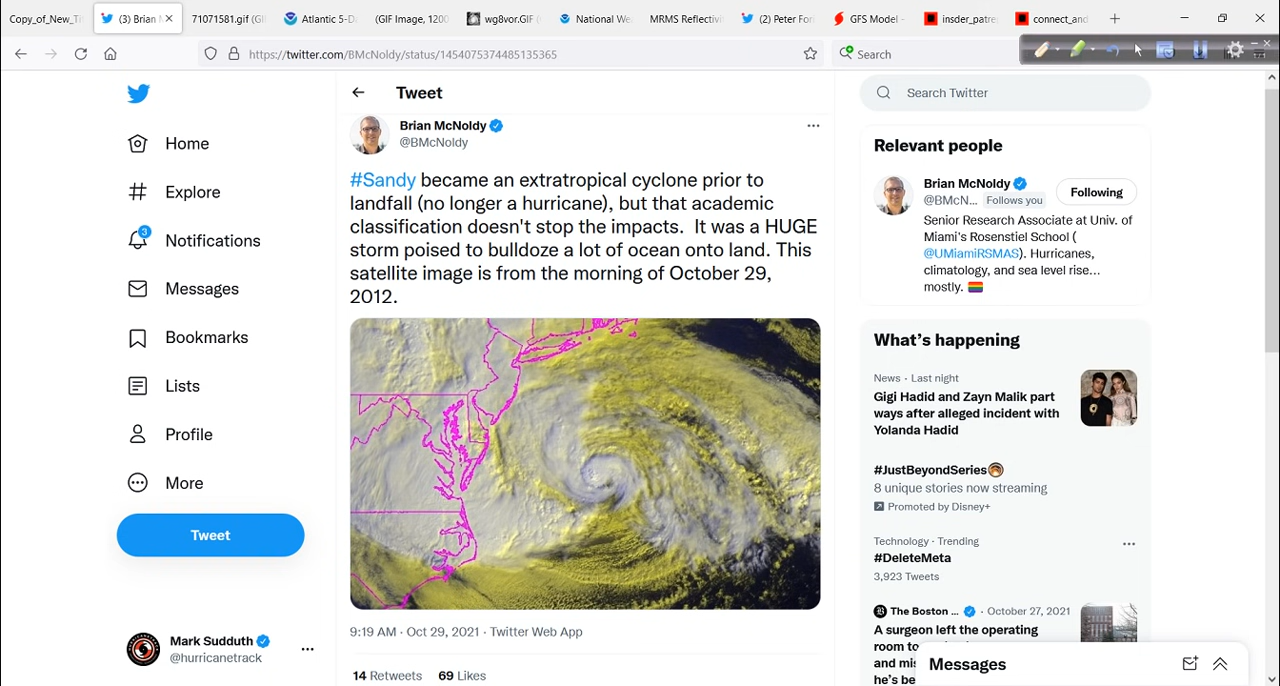 Copy_of_New_Ti
(3) Brian M
71071581.gif (GI
Atlantic 5-D
(GIF Image, 1200
wg8vor.GIF (
National We
MRMS Reflectivi
(2) Peter For
GFS Model -
insder_patre
connect_and
https://twitter.com/BMcNoldy/status/1454075374485135365
Search
Home
Explore
3
Notifications
Messages
Bookmarks
Lists
Profile
More
Tweet
Mark Sudduth
@hurricanetrack
Tweet
Brian McNoldy
@BMcNoldy
#Sandy became an extratropical cyclone prior to
landfall (no longer a hurricane), but that academic
classification doesn't stop the impacts. It was a HUGE
storm poised to bulldoze a lot of ocean onto land. This
satellite image is from the morning of October 29,
2012.
9:19 AM · Oct 29, 2021 · Twitter Web App
14 Retweets 69 Likes
Search Twitter
Relevant people
Brian McNoldy
@BMcN... Follows you
Following
Senior Research Associate at Univ. of
Miami's Rosenstiel School (
@UMiamiRSMAS). Hurricanes,
climatology, and sea level rise...
mostly.
What's happening
News · Last night
Gigi Hadid and Zayn Malik part
ways after alleged incident with
Yolanda Hadid
#JustBeyondSeries
8 unique stories now streaming
Promoted by Disney+
Technology · Trending
#DeleteMeta
3,923 Tweets
The Boston ... · October 27, 2021
A surgeon left the operating
room to
and mis
he's be
Messages